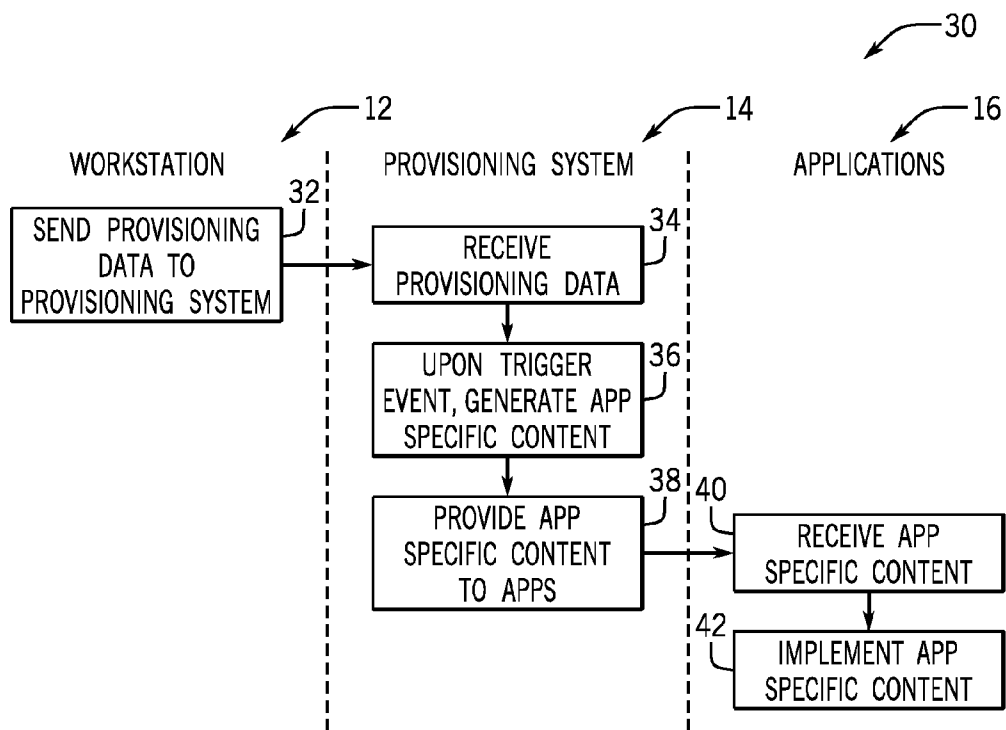 30
12
14
16
WORKSTATION
PROVISIONING SYSTEM
APPLICATIONS
32
SEND PROVISIONING
DATA TO
PROVISIONING SYSTEM
34
RECEIVE
PROVISIONING DATA
36
UPON TRIGGER
EVENT, GENERATE APP
SPECIFIC CONTENT
38
PROVIDE APP
SPECIFIC CONTENT
TO APPS
40
RECEIVE APP
SPECIFIC CONTENT
42
IMPLEMENT APP
SPECIFIC CONTENT